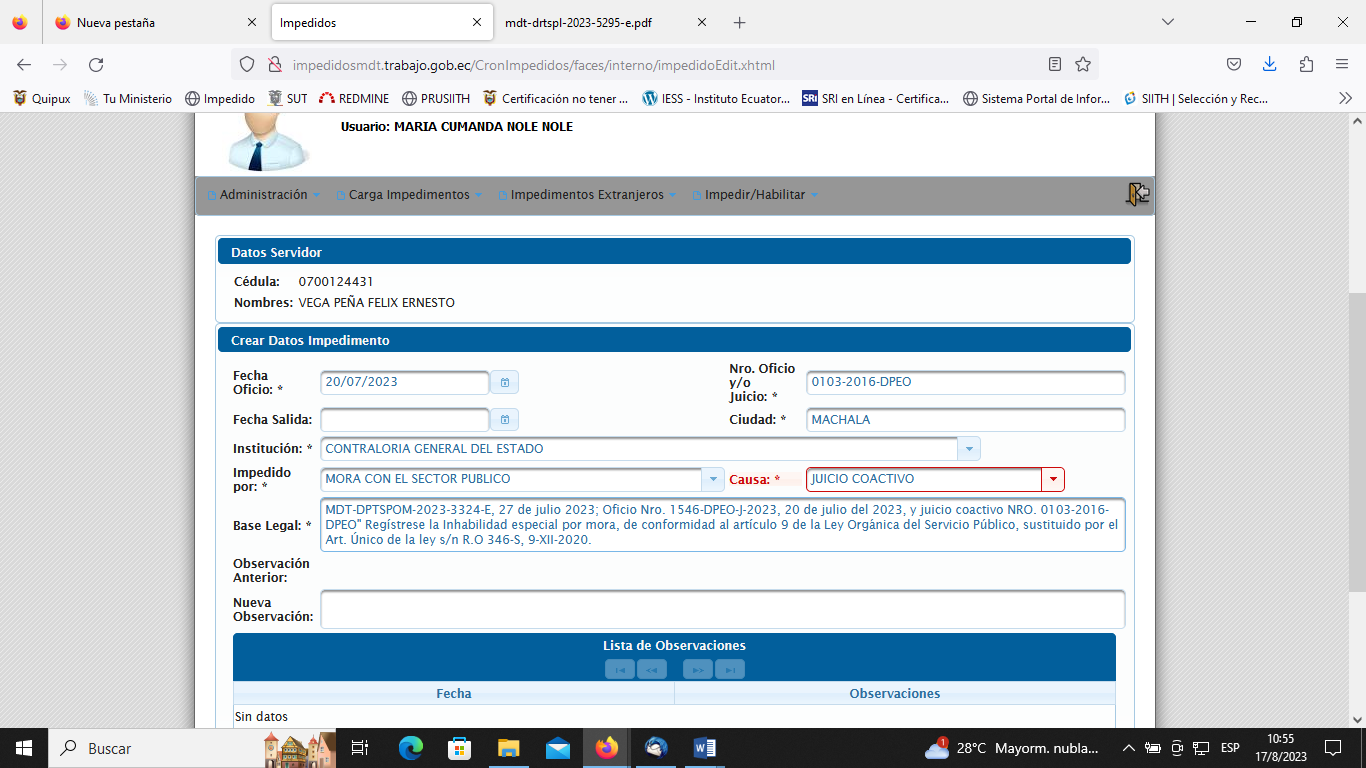 Nueva pestaña
Impedidos
mdt-drtspl-2023-5295-e.pdf
impedidosmdt.trabajo.gob.ec/CronImpedidos/faces/interno/impedidoEdit.xhtml
Quipux
Tu Ministerio
Impedido
SUT
REDMINE
PRUSIITH
Certificación no tener ...
IESS - Instituto Ecuator...
SRi
SRI en Línea - Certifica...
Sistema Portal de Infor...
SIITH | Selección y Rec...
Usuario: MARIA CUMANDA NOLE NOLE
Administración
Carga Impedimentos
Impedimentos Extranjeros
Impedir/Habilitar
Datos Servidor
Cédula: 0700124431
Nombres: VEGA PEÑA FELIX ERNESTO
Crear Datos Impedimento
Fecha
Oficio: *
20/07/2023
Nro. Oficio
y/o
Juicio: *
0103-2016-DPEO
Fecha Salida:
Ciudad: *
MACHALA
Institución: *
CONTRALORIA GENERAL DEL ESTADO
Impedido
por: *
MORA CON EL SECTOR PUBLICO
Causa: *
JUICIO COACTIVO
Base Legal: *
MDT-DPTSPOM-2023-3324-E, 27 de julio 2023; Oficio Nro. 1546-DPEO-J-2023, 20 de julio del 2023, y juicio coactivo NRO. 0103-2016-
DPEO" Regístrese la Inhabilidad especial por mora, de conformidad al artículo 9 de la Ley Orgánica del Servicio Público, sustituido por el
Art. Único de la ley s/n R.O 346-S, 9-XII-2020.
Observación
Anterior:
Nueva
Observación:
Lista de Observaciones
Fecha
Observaciones
Sin datos
Buscar
1
28°C Mayorm. nubla...
ESP
10:55
17/8/2023